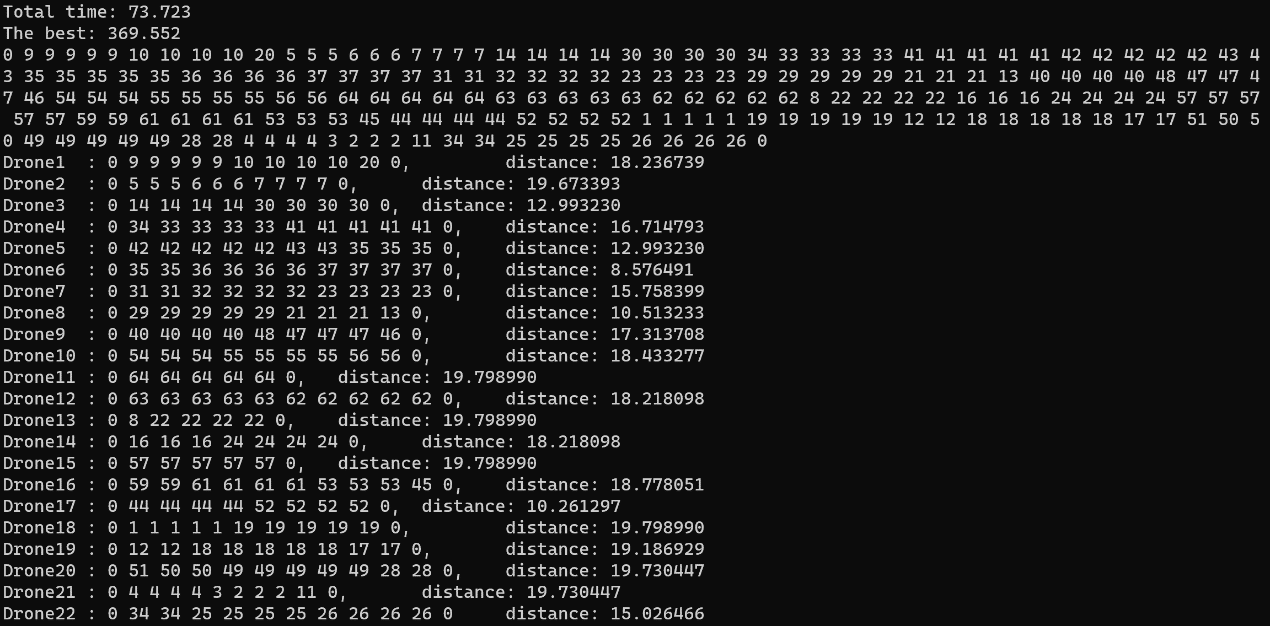 Total time: 73.723
The best: 369.552
0 9 9 9 9 9 10 10 10 10 20 5 5 5 6 6 6 7 7 7 7 14 14 14 14 30 30 30 30 34 33 33 33 33 41 41 41 41 41 42 42 42 42 42 43 4
3 35 35 35 35 35 36 36 36 36 37 37 37 37 31 31 32 32 32 32 23 23 23 23 29 29 29 29 29 21 21 21 13 40 40 40 40 48 47 47 4
7 46 54 54 54 55 55 55 55 56 56 64 64 64 64 64 63 63 63 63 63 62 62 62 62 62 8 22 22 22 22 16 16 16 24 24 24 24 57 57 57
57 57 59 59 61 61 61 61 53 53 53 45 44 44 44 44 52 52 52 52 1 1 1 1 1 19 19 19 19 19 12 12 18 18 18 18 18 17 17 51 50 5
0 49 49 49 49 49 28 28 4 4 4 4 3 2 2 2 11 34 34 25 25 25 25 26 26 26 26 0
Drone1  : 0 9 9 9 9 9 10 10 10 10 20 0,         distance: 18.236739
Drone2  : 0 5 5 5 6 6 6 7 7 7 7 0,      distance: 19.673393
Drone3  : 0 14 14 14 14 30 30 30 30 0,  distance: 12.993230
Drone4  : 0 34 33 33 33 33 41 41 41 41 41 0,    distance: 16.714793
Drone5  : 0 42 42 42 42 42 43 43 35 35 35 0,    distance: 12.993230
Drone6  : 0 35 35 36 36 36 36 37 37 37 37 0,    distance: 8.576491
Drone7  : 0 31 31 32 32 32 32 23 23 23 23 0,    distance: 15.758399
Drone8  : 0 29 29 29 29 29 21 21 21 13 0,       distance: 10.513233
Drone9  : 0 40 40 40 40 48 47 47 47 46 0,       distance: 17.313708
Drone10 : 0 54 54 54 55 55 55 55 56 56 0,       distance: 18.433277
Drone11 : 0 64 64 64 64 64 0,   distance: 19.798990
Drone12 : 0 63 63 63 63 63 62 62 62 62 62 0,    distance: 18.218098
Drone13 : 0 8 22 22 22 22 0,    distance: 19.798990
Drone14 : 0 16 16 16 24 24 24 24 0,     distance: 18.218098
Drone15 : 0 57 57 57 57 57 0,   distance: 19.798990
Drone16 : 0 59 59 61 61 61 61 53 53 53 45 0,    distance: 18.778051
Drone17 : 0 44 44 44 44 52 52 52 52 0,  distance: 10.261297
Drone18 : 0 1 1 1 1 1 19 19 19 19 19 0,         distance: 19.798990
Drone19 : 0 12 12 18 18 18 18 18 17 17 0,       distance: 19.186929
Drone20 : 0 51 50 50 49 49 49 49 49 28 28 0,    distance: 19.730447
Drone21 : 0 4 4 4 4 3 2 2 2 11 0,       distance: 19.730447
Drone22 : 0 34 34 25 25 25 25 26 26 26 26 0     distance: 15.026466